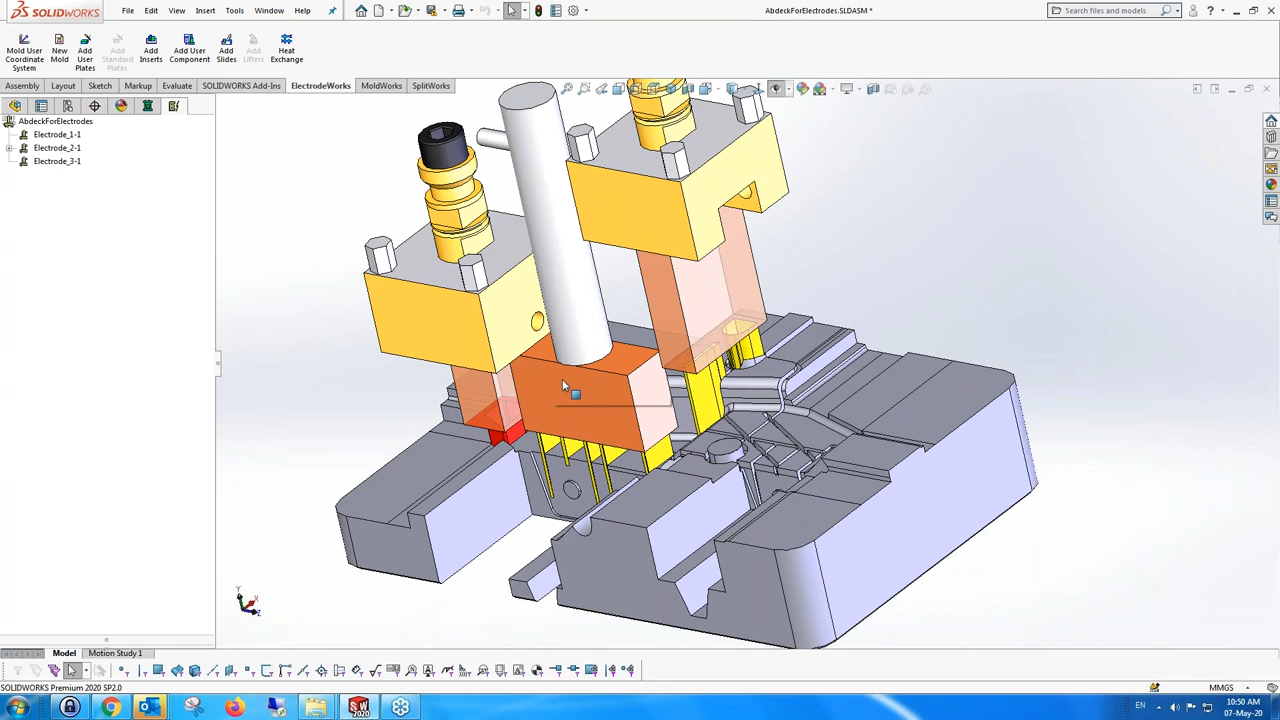 SOLIDWORKS
File
Edit
View
Insert
Tools
Window
Help
AbdeckForElectrodes.SLDASM *
Search files and models
Mold User Coordinate System
New Mold
Add User Plates
Add Standard Plates
Add Inserts
Add User Component
Add Slides
Add Lifters
Heat Exchange
Assembly
Layout
Sketch
Markup
Evaluate
SOLIDWORKS Add-Ins
ElectrodeWorks
MoldWorks
SplitWorks
AbdeckForElectrodes
Electrode_1-1
Electrode_2-1
Electrode_3-1
Y
X
Z
Model
Motion Study 1
SOLIDWORKS Premium 2020 SP2.0
MMGS
EN
10:50 AM
07-May-20